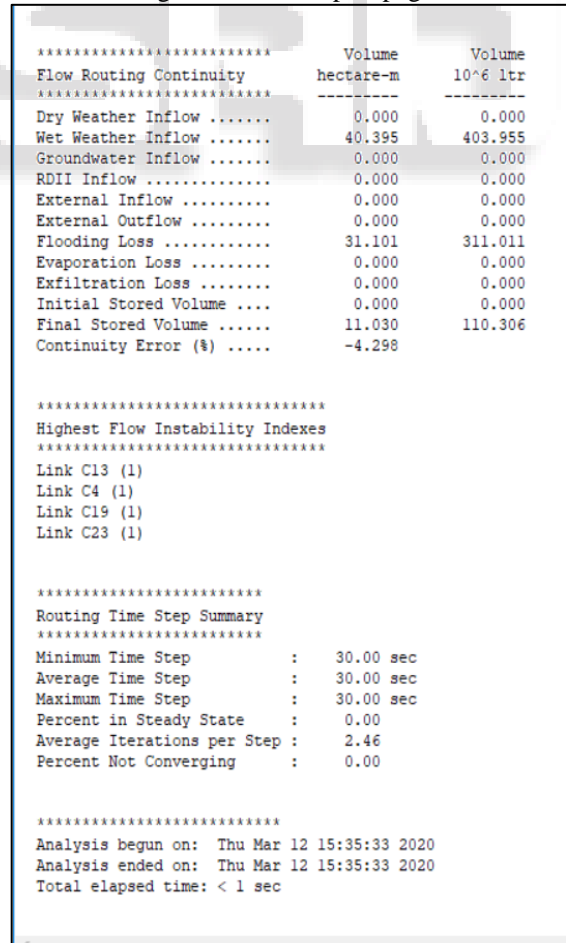 ***************************        Volume        Volume
Flow Routing Continuity        hectare-m      10^6 ltr
***************************     ---------     ---------
Dry Weather Inflow .......         0.000         0.000
Wet Weather Inflow .......        40.395       403.955
Groundwater Inflow .......         0.000         0.000
RDII Inflow ..............         0.000         0.000
External Inflow ..........         0.000         0.000
External Outflow .........         0.000         0.000
Flooding Loss ............        31.101       311.011
Evaporation Loss .........         0.000         0.000
Exfiltration Loss ........         0.000         0.000
Initial Stored Volume ....         0.000         0.000
Final Stored Volume ......        11.030       110.306
Continuity Error (%) .....        -4.298
********************************
Highest Flow Instability Indexes
********************************
Link C13 (1)
Link C4 (1)
Link C19 (1)
Link C23 (1)
*************************
Routing Time Step Summary
*************************
Minimum Time Step           :    30.00 sec
Average Time Step           :    30.00 sec
Maximum Time Step           :    30.00 sec
Percent in Steady State     :     0.00
Average Iterations per Step :     2.46
Percent Not Converging      :     0.00
***************************
Analysis begun on:  Thu Mar 12 15:35:33 2020
Analysis ended on:  Thu Mar 12 15:35:33 2020
Total elapsed time: < 1 sec